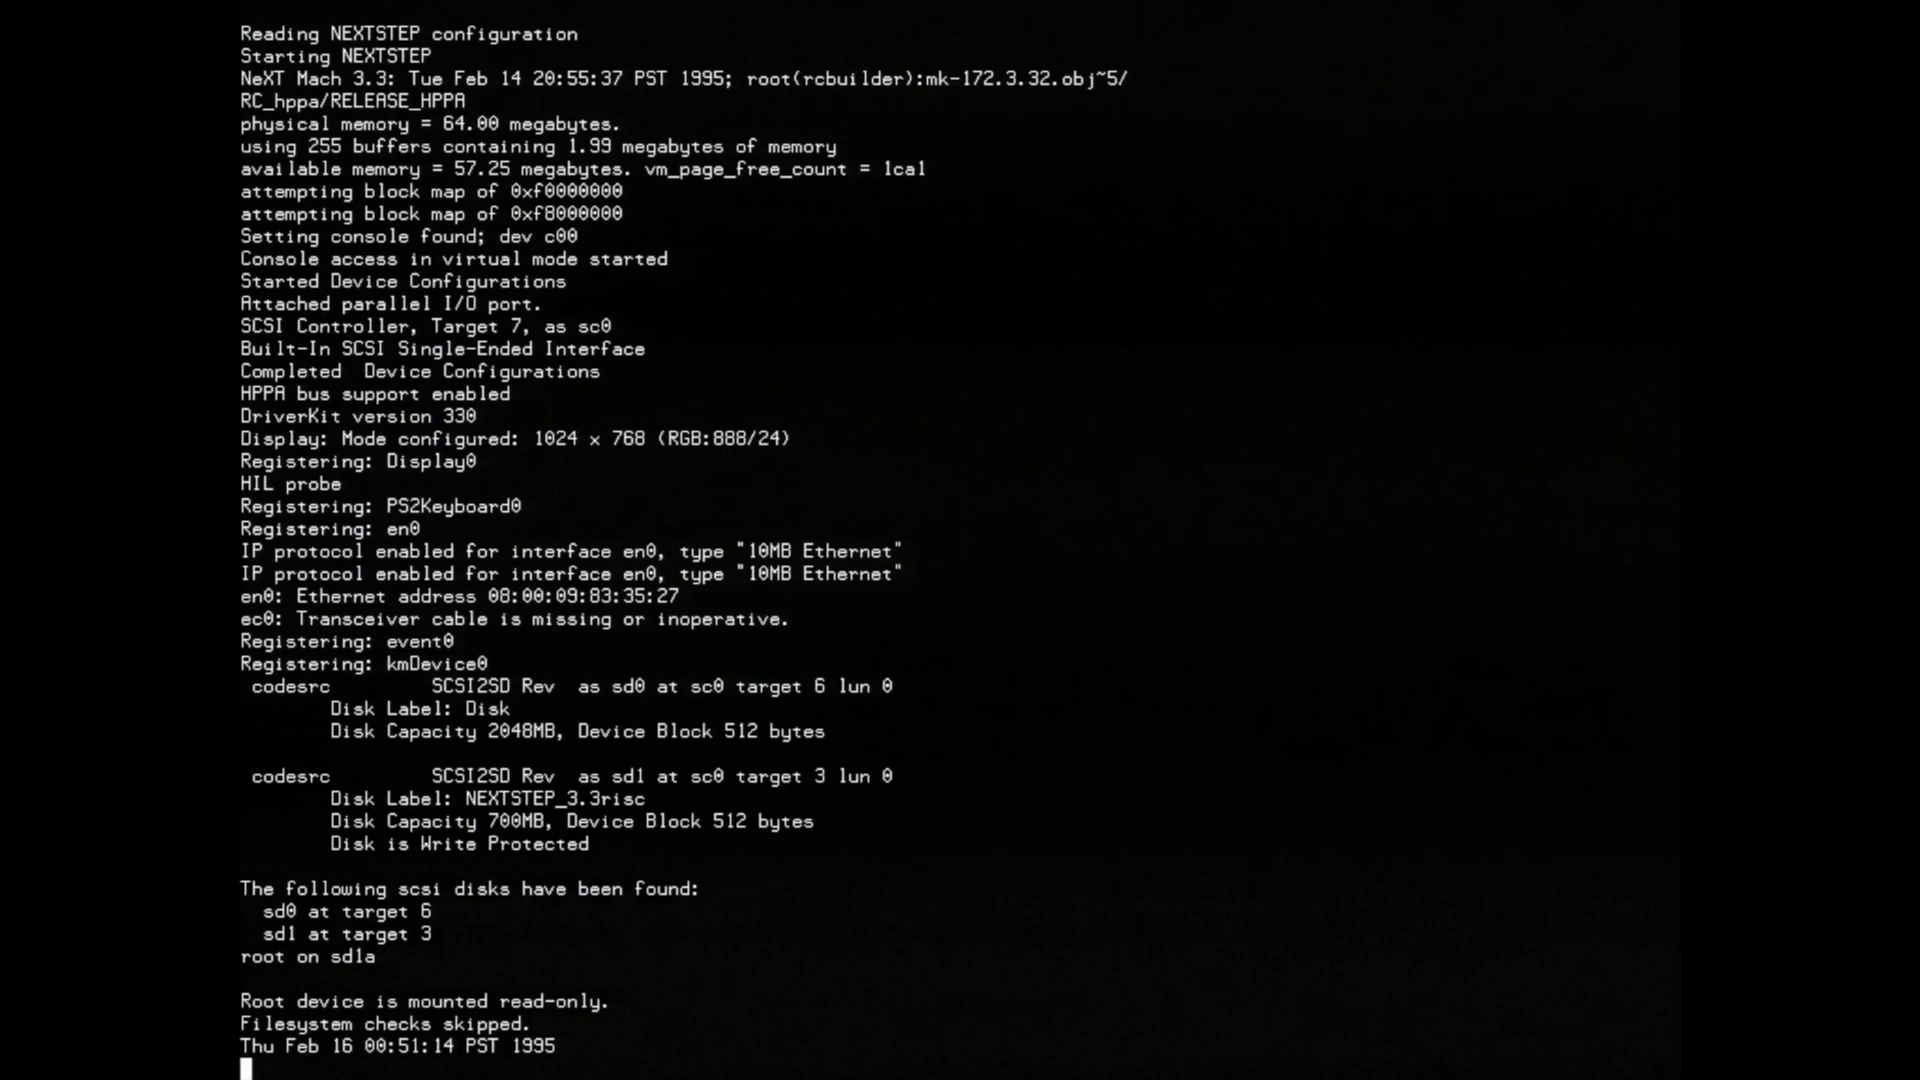 Reading NEXTSTEP configuration
Starting NEXTSTEP
NeXT Mach 3.3: Tue Feb 14 20:55:37 PST 1995; root(rcbuilder):mk-172.3.32.obj~5/
RC_hppa/RELEASE_HPPA
physical memory = 64.00 megabytes.
using 255 buffers containing 1.99 megabytes of memory
available memory = 57.25 megabytes. vm_page_free_count = 1ca1
attempting block map of 0xf0000000
attempting block map of 0xf8000000
Setting console found; dev c00
Console access in virtual mode started
Started Device Configurations
Attached parallel I/O port.
SCSI Controller, Target 7, as sc0
Built-In SCSI Single-Ended Interface
Completed  Device Configurations
HPPA bus support enabled
DriverKit version 330
Display: Mode configured: 1024 x 768 (RGB:888/24)
Registering: Display0
HIL probe
Registering: PS2Keyboard0
Registering: en0
IP protocol enabled for interface en0, type "10MB Ethernet"
IP protocol enabled for interface en0, type "10MB Ethernet"
en0: Ethernet address 08:00:09:83:35:27
ec0: Transceiver cable is missing or inoperative.
Registering: event0
Registering: kmDevice0
codesrc         SCSI2SD Rev  as sd0 at sc0 target 6 lun 0
Disk Label: Disk
Disk Capacity 2048MB, Device Block 512 bytes
codesrc         SCSI2SD Rev  as sd1 at sc0 target 3 lun 0
Disk Label: NEXTSTEP_3.3risc
Disk Capacity 700MB, Device Block 512 bytes
Disk is Write Protected
The following scsi disks have been found:
sd0 at target 6
sd1 at target 3
root on sd1a
Root device is mounted read-only.
Filesystem checks skipped.
Thu Feb 16 00:51:14 PST 1995